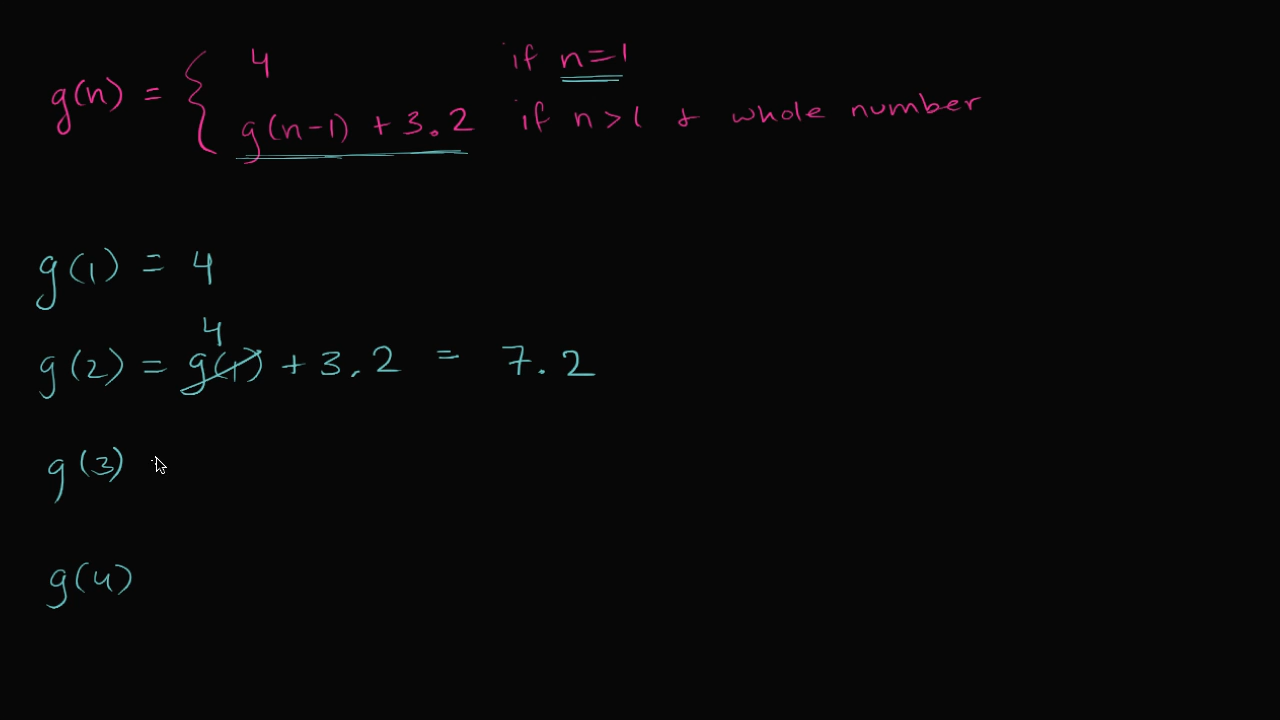 g(n) = { 4 if n=1
g(n-1) + 3.2 if n>1 & whole number
g(1) = 4
4
g(2) = g(1) + 3.2 = 7.2
g(3)
g(4)